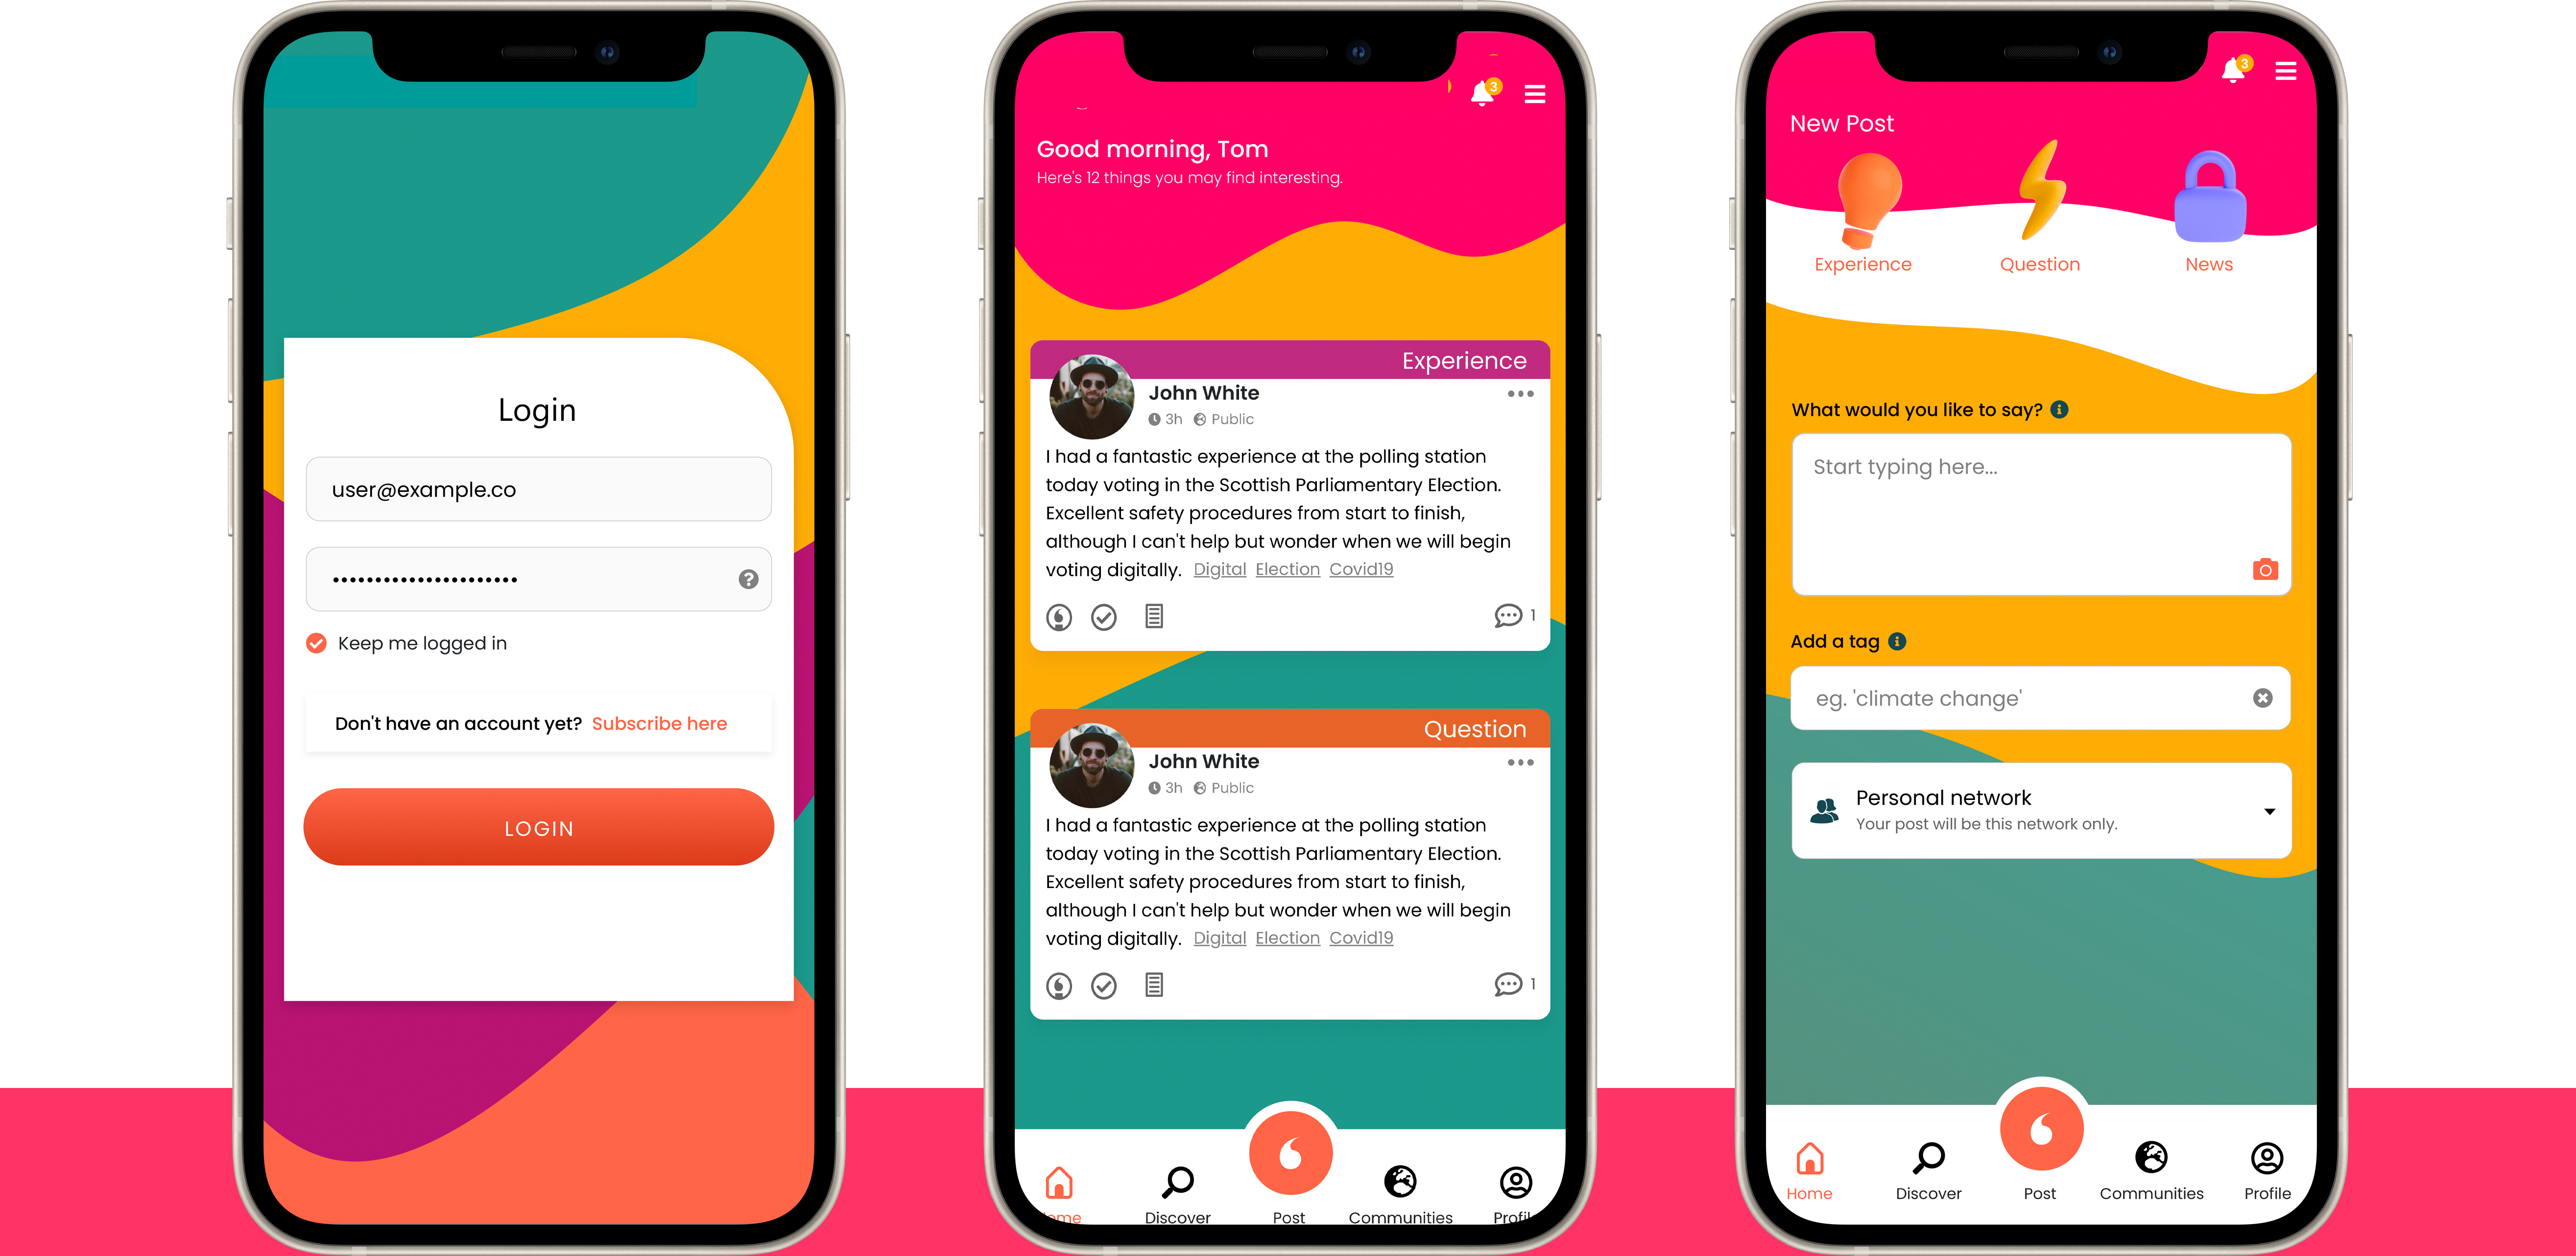 Login
user@example.co
Keep me logged in
Don't have an account yet? Subscribe here
LOGIN
3
Good morning, Tom
Here's 12 things you may find interesting.
Experience
John White
3h Public
I had a fantastic experience at the polling station
today voting in the Scottish Parliamentary Election.
Excellent safety procedures from start to finish,
although I can't help but wonder when we will begin
voting digitally. Digital Election Covid19
1
Question
John White
3h Public
I had a fantastic experience at the polling station
today voting in the Scottish Parliamentary Election.
Excellent safety procedures from start to finish,
although I can't help but wonder when we will begin
voting digitally. Digital Election Covid19
1
Home Discover Post Communities Profile
3
New Post
Experience Question News
What would you like to say?
Start typing here...
Add a tag
eg. 'climate change'
Personal network
Your post will be this network only.
Home Discover Post Communities Profile